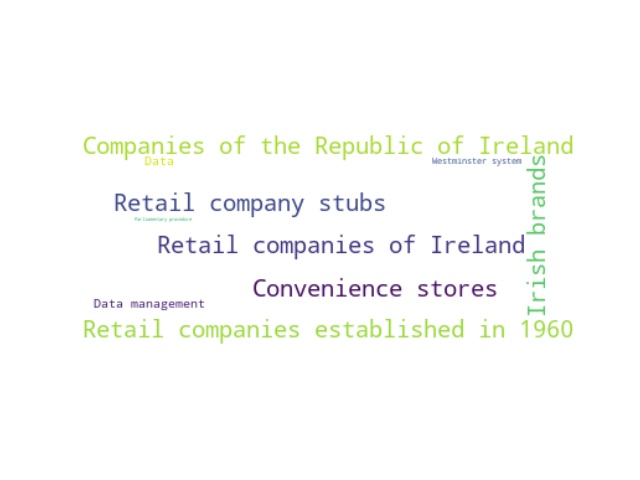 Companies of the Republic of Ireland
Data
Westminster system
Retail company stubs
Parliamentary procedure
Retail companies of Ireland
Irish brands
Convenience stores
Data management
Retail companies established in 1960